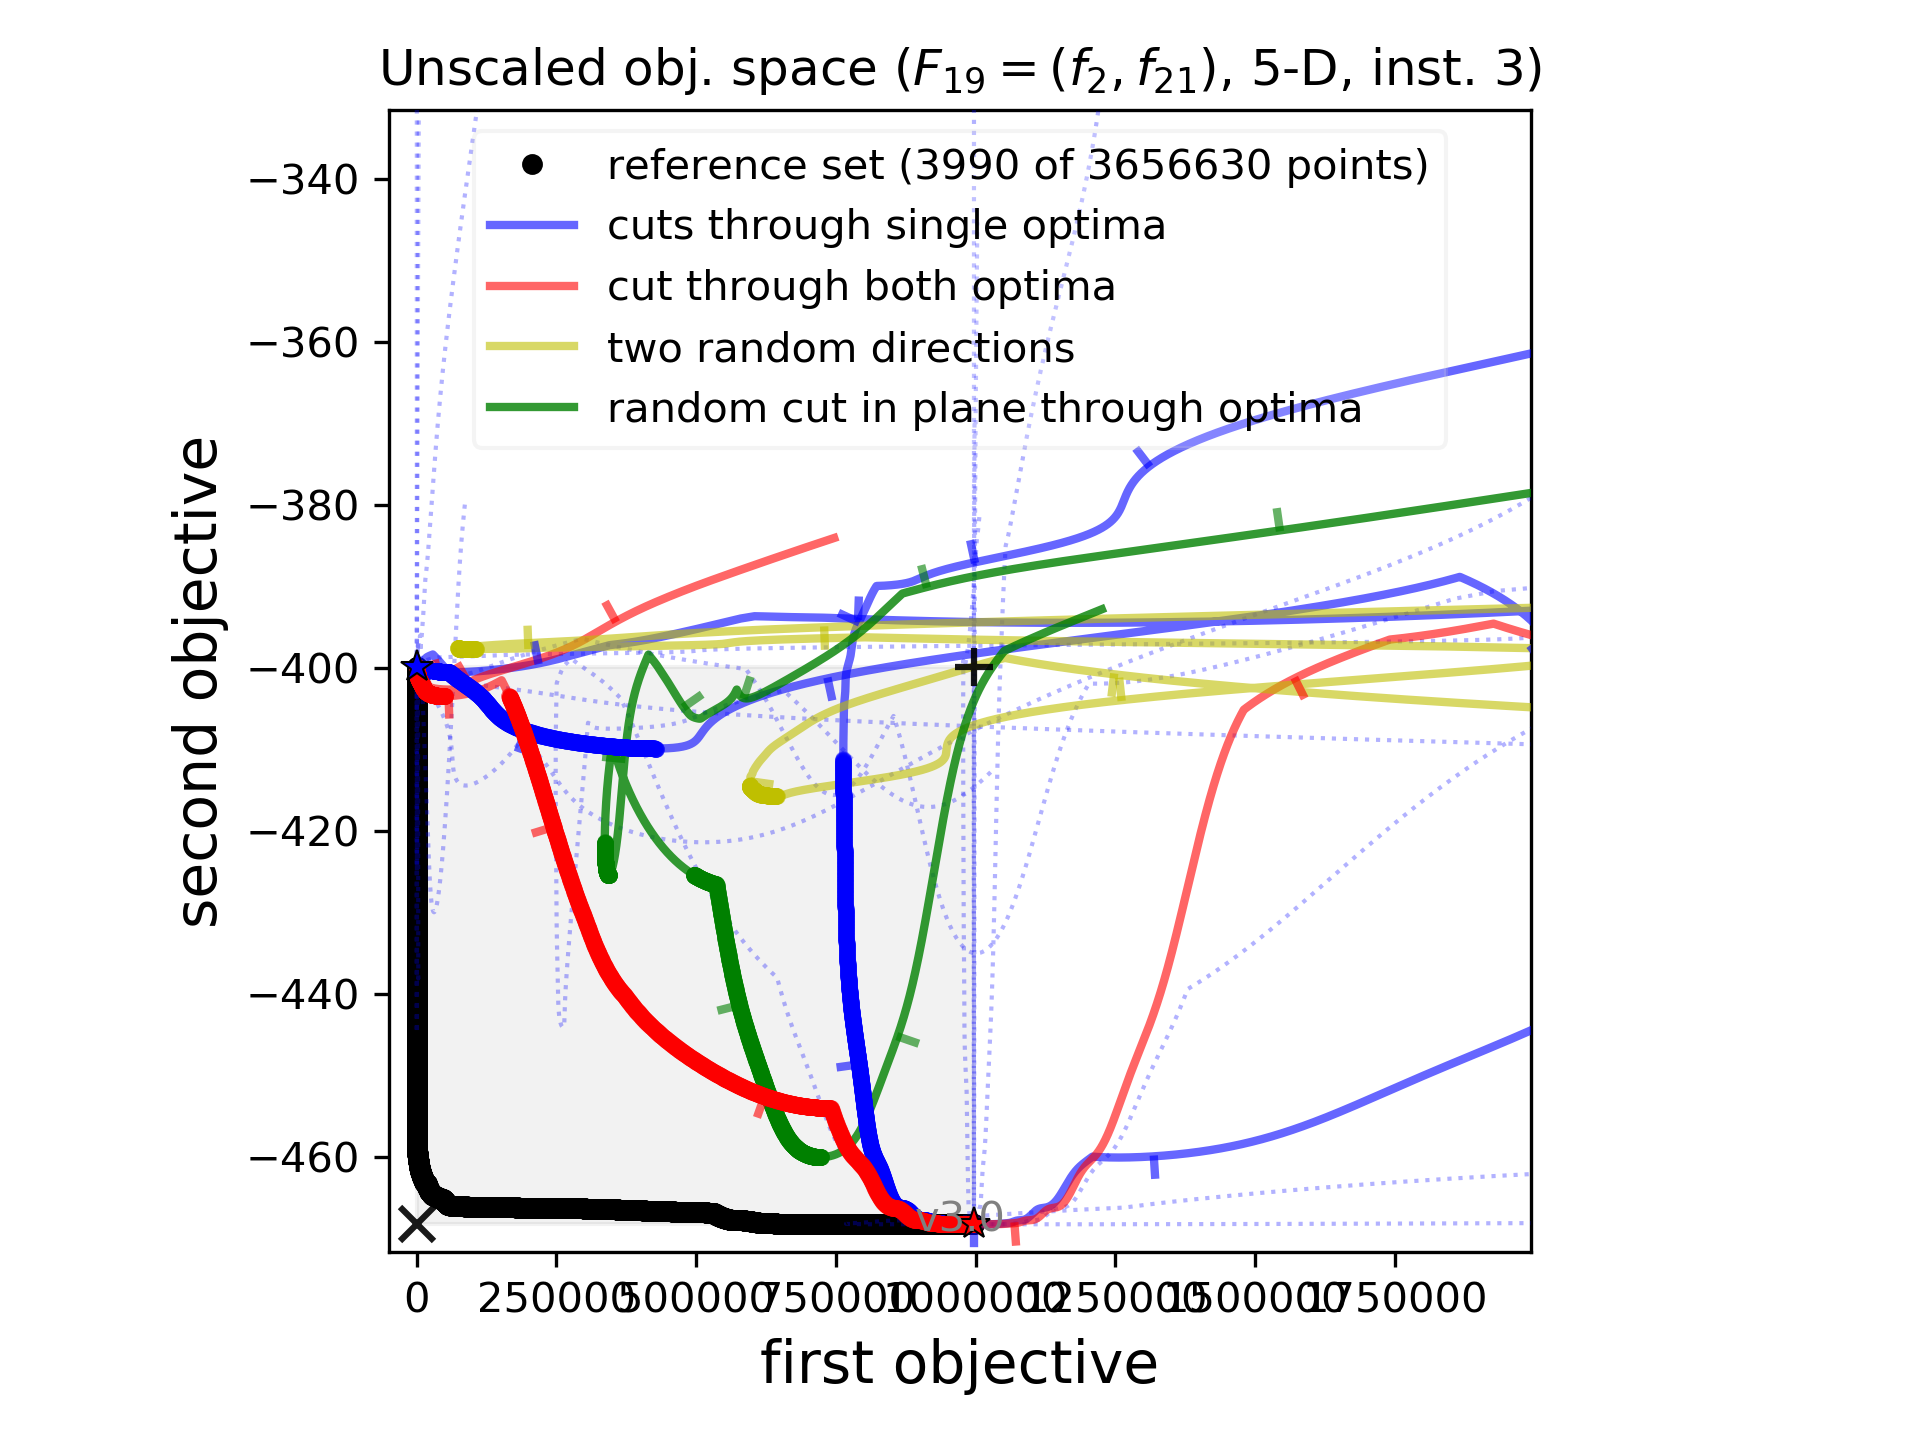 Unscaled obj. space (F19 = (f2, f21), 5-D, inst. 3)
reference set (3990 of 3656630 points)
cuts through single optima
cut through both optima
two random directions
random cut in plane through optima
−340
−360
−380
−400
−420
−440
−460
second objective
v3.0
0 250000 500000 750000 1000000 1250000 1500000 1750000
first objective